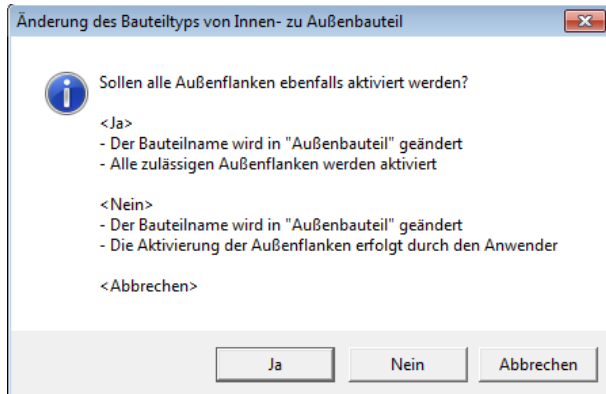 Änderung des Bauteiltyps von Innen- zu Außenbauteil
Sollen alle Außenflanken ebenfalls aktiviert werden?
<Ja>
- Der Bauteilname wird in "Außenbauteil" geändert
- Alle zulässigen Außenflanken werden aktiviert
<Nein>
- Der Bauteilname wird in "Außenbauteil" geändert
- Die Aktivierung der Außenflanken erfolgt durch den Anwender
<Abbrechen>
Ja Nein Abbrechen